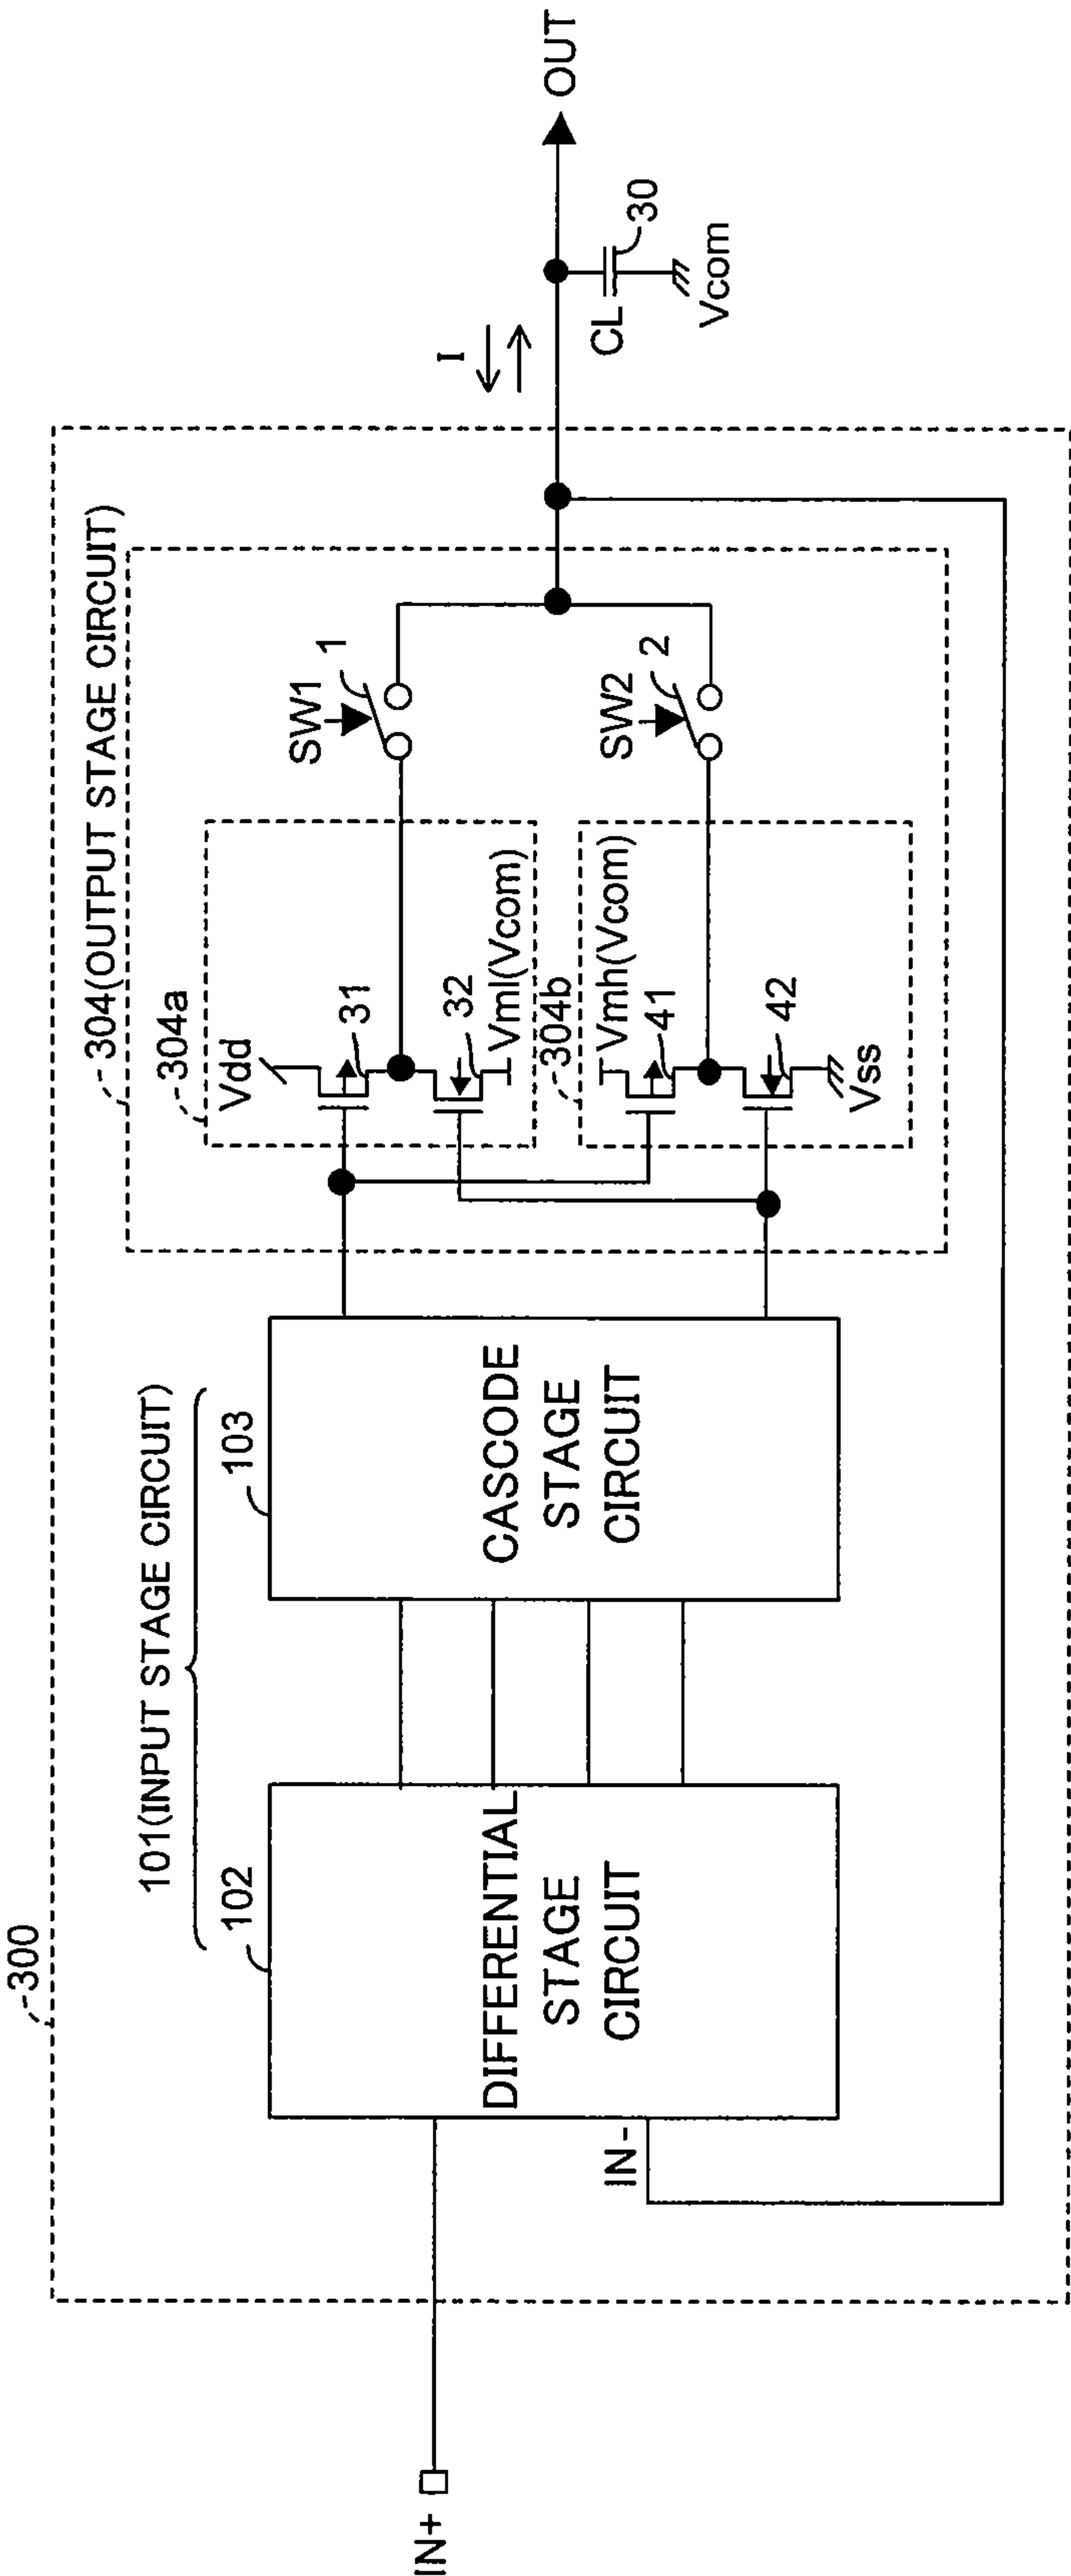 300
101(INPUT STAGE CIRCUIT)
102
103
304(OUTPUT STAGE CIRCUIT)
304a
304b
IN+
IN-
DIFFERENTIAL
STAGE
CIRCUIT
CASCODE
STAGE
CIRCUIT
Vdd
31
32
Vml(Vcom)
Vmh(Vcom)
41
42
Vss
SW1
1
SW2
2
I
CL
30
Vcom
OUT